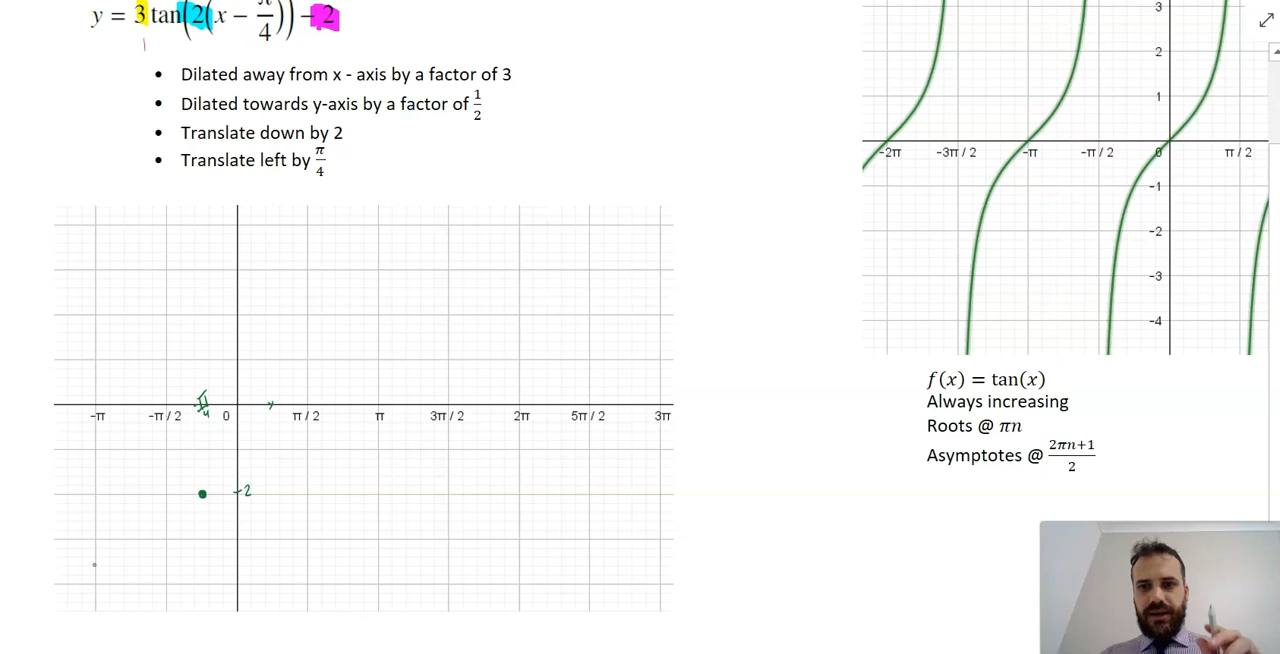 y = 3 tan(2(x − π/4)) − 2
• Dilated away from x - axis by a factor of 3
• Dilated towards y-axis by a factor of 1/2
• Translate down by 2
• Translate left by π/4
3
2
1
-2π -3π / 2 -π -π / 2 0 π / 2
-1
-2
-3
-4
f(x) = tan(x)
Always increasing
Roots @ πn
Asymptotes @ 2πn+1/2
π/4
-π -π / 2 0 π / 2 π 3π / 2 2π 5π / 2 3π
-2